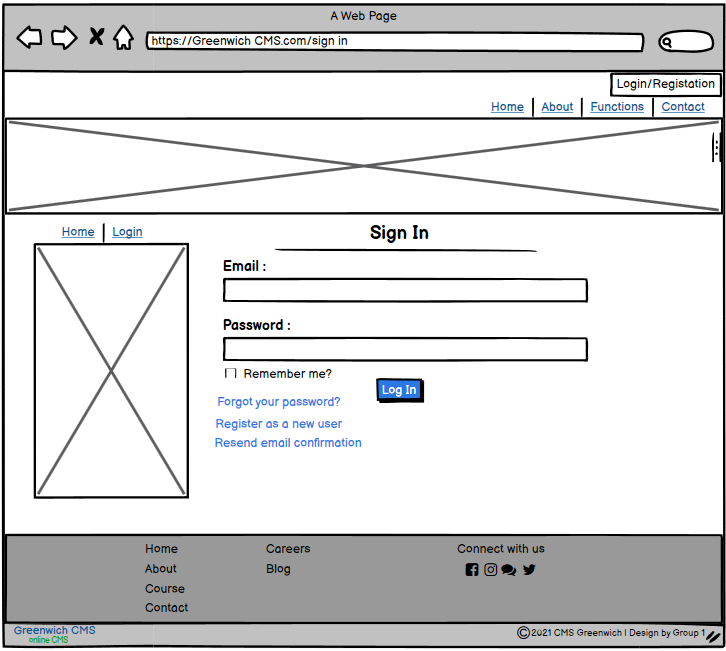 A Web Page
https://Greenwich CMS.com/sign in
Login/Registation
Home | About | Functions | Contact
Home | Login
Sign In
Email :
Password :
Remember me?
Log In
Forgot your password?
Register as a new user
Resend email confirmation
Home Careers Connect with us
About Blog
Course
Contact
Greenwich CMS
online CMS
©2021 CMS Greenwich I Design by Group 1